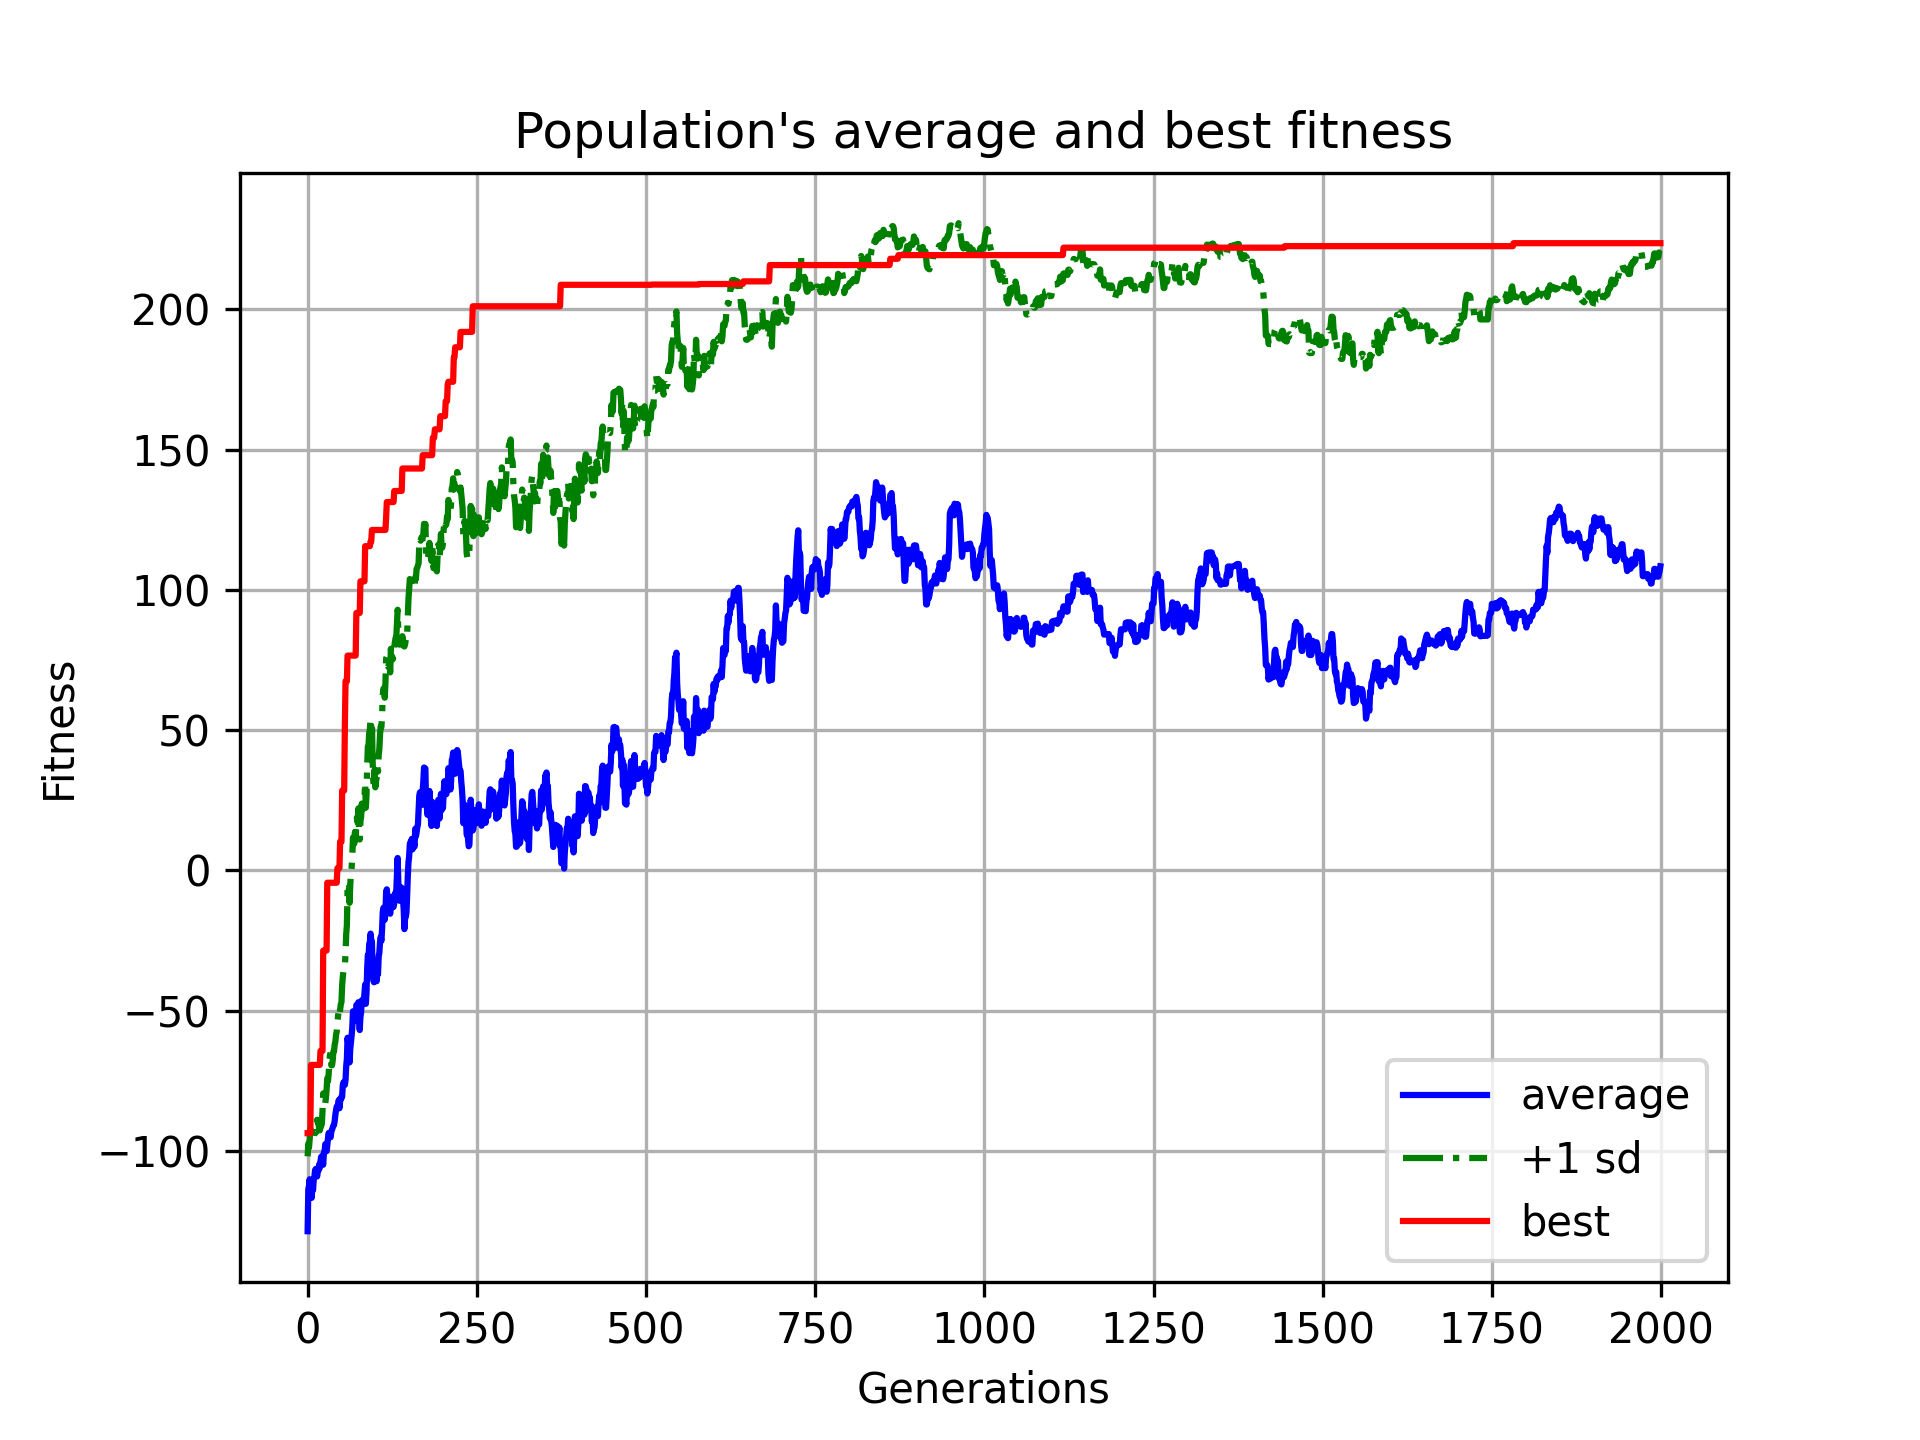 Population's average and best fitness
Fitness
200
150
100
50
0
−50
−100
0 250 500 750 1000 1250 1500 1750 2000
Generations
average
+1 sd
best